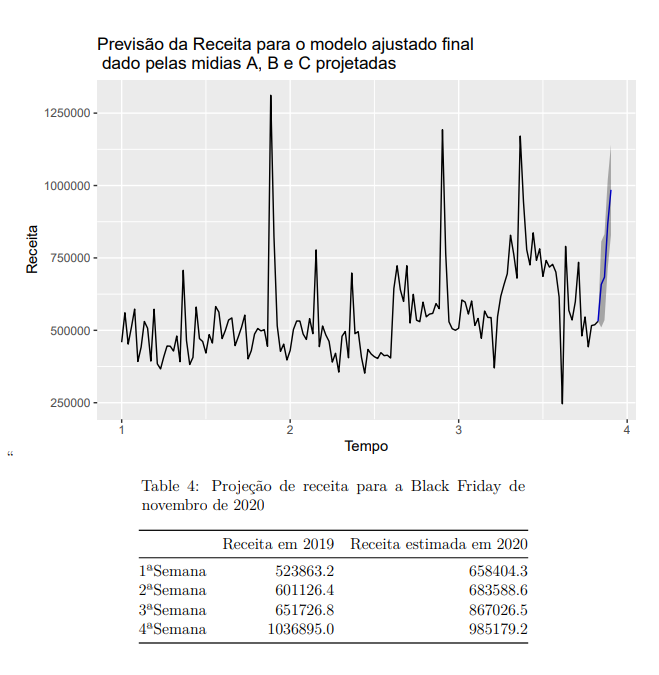 Previsão da Receita para o modelo ajustado final
dado pelas midias A, B e C projetadas
Receita
1250000
1000000
750000
500000
250000
1 2 3 4
Tempo
“
Table 4: Projeção de receita para a Black Friday de
novembro de 2020
Receita em 2019 Receita estimada em 2020
1ªSemana 523863.2 658404.3
2ªSemana 601126.4 683588.6
3ªSemana 651726.8 867026.5
4ªSemana 1036895.0 985179.2